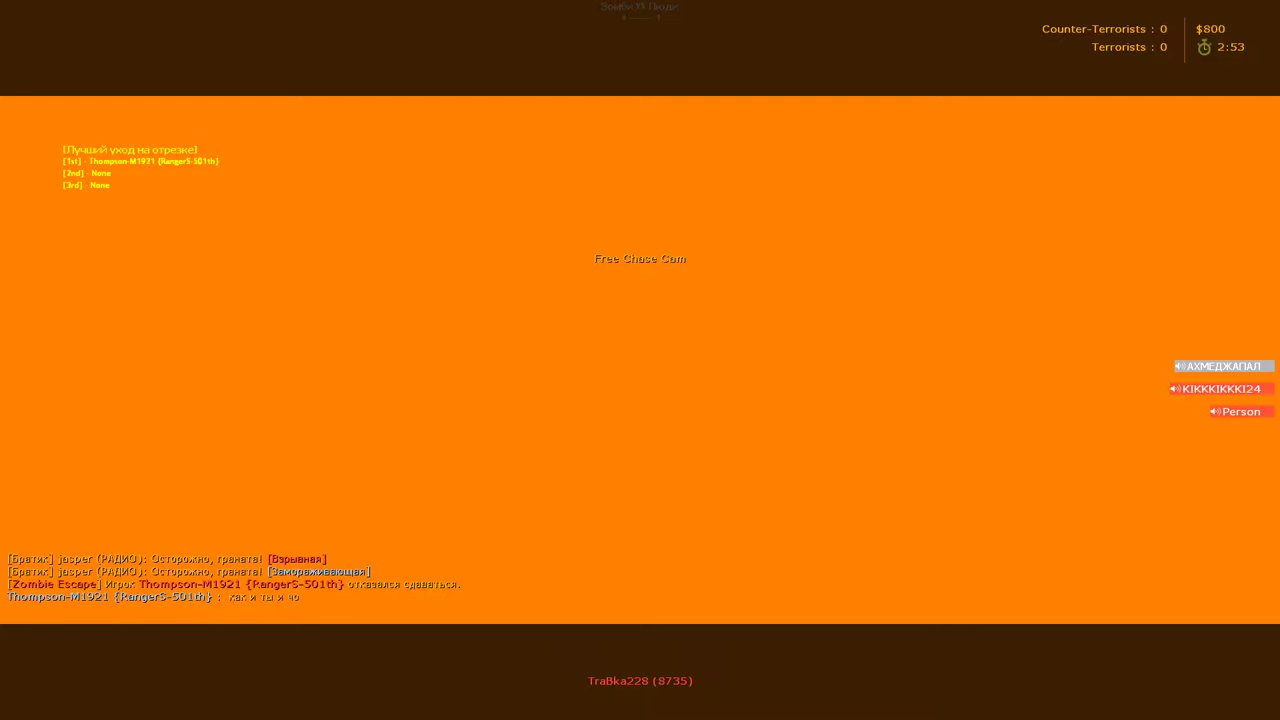 Зомби VS Люди
Counter-Terrorists : 0
$800
Terrorists : 0
2:53
[Лучший уход на отрезке]
[1st] - Thompson-M1921 {RangerS-501th}
[2nd] - None
[3rd] - None
Free Chase Cam
АХМЕДЖАПАЛ
KIKKKIKKKI24
Person
[Братик] jasper (РАДИО): Осторожно, граната! [Взрывная]
[Братик] jasper (РАДИО): Осторожно, граната! [Замораживающая]
[Zombie Escape] Игрок Thompson-M1921 {RangerS-501th} отказался сдаваться.
Thompson-M1921 {RangerS-501th} : как и ты и чо
TraBka228 (8735)